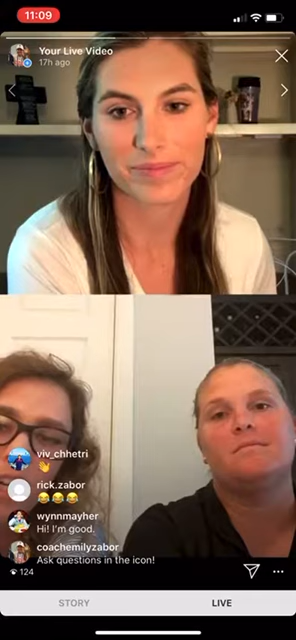 11:09
Your Live Video
17h ago
viv_chhetri
👋
rick.zabor
😂😂😂
wynnmayher
Hi! I'm good.
coachemilyzabor
Ask questions in the icon!
124
STORY LIVE